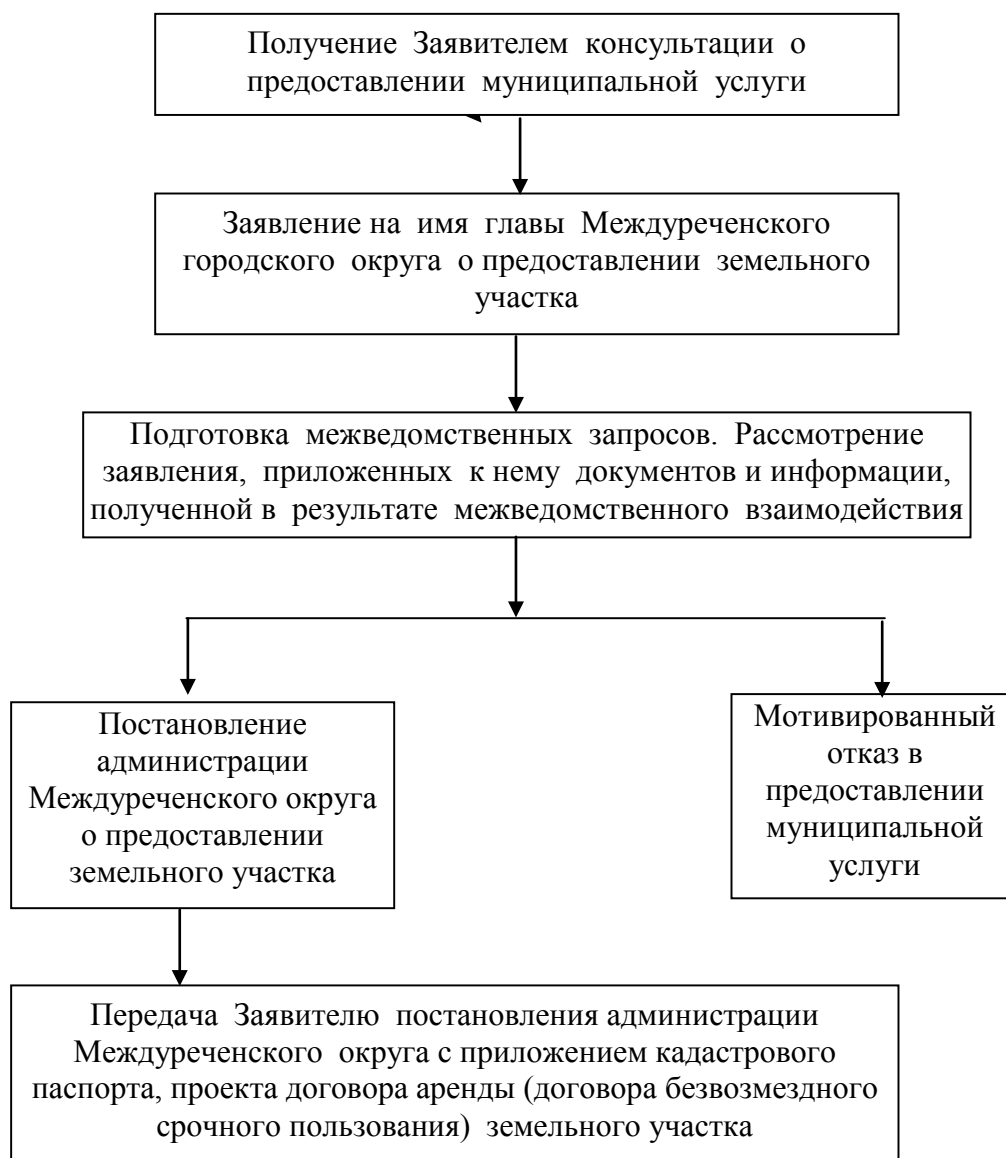 Получение Заявителем консультации о
предоставлении муниципальной услуги
Заявление на имя главы Междуреченского
городского округа о предоставлении земельного
участка
Подготовка межведомственных запросов. Рассмотрение
заявления, приложенных к нему документов и информации,
полученной в результате межведомственного взаимодействия
Постановление
администрации
Междуреченского округа
о предоставлении
земельного участка
Мотивированный
отказ в
предоставлении
муниципальной
услуги
Передача Заявителю постановления администрации
Междуреченского округа с приложением кадастрового
паспорта, проекта договора аренды (договора безвозмездного
срочного пользования) земельного участка